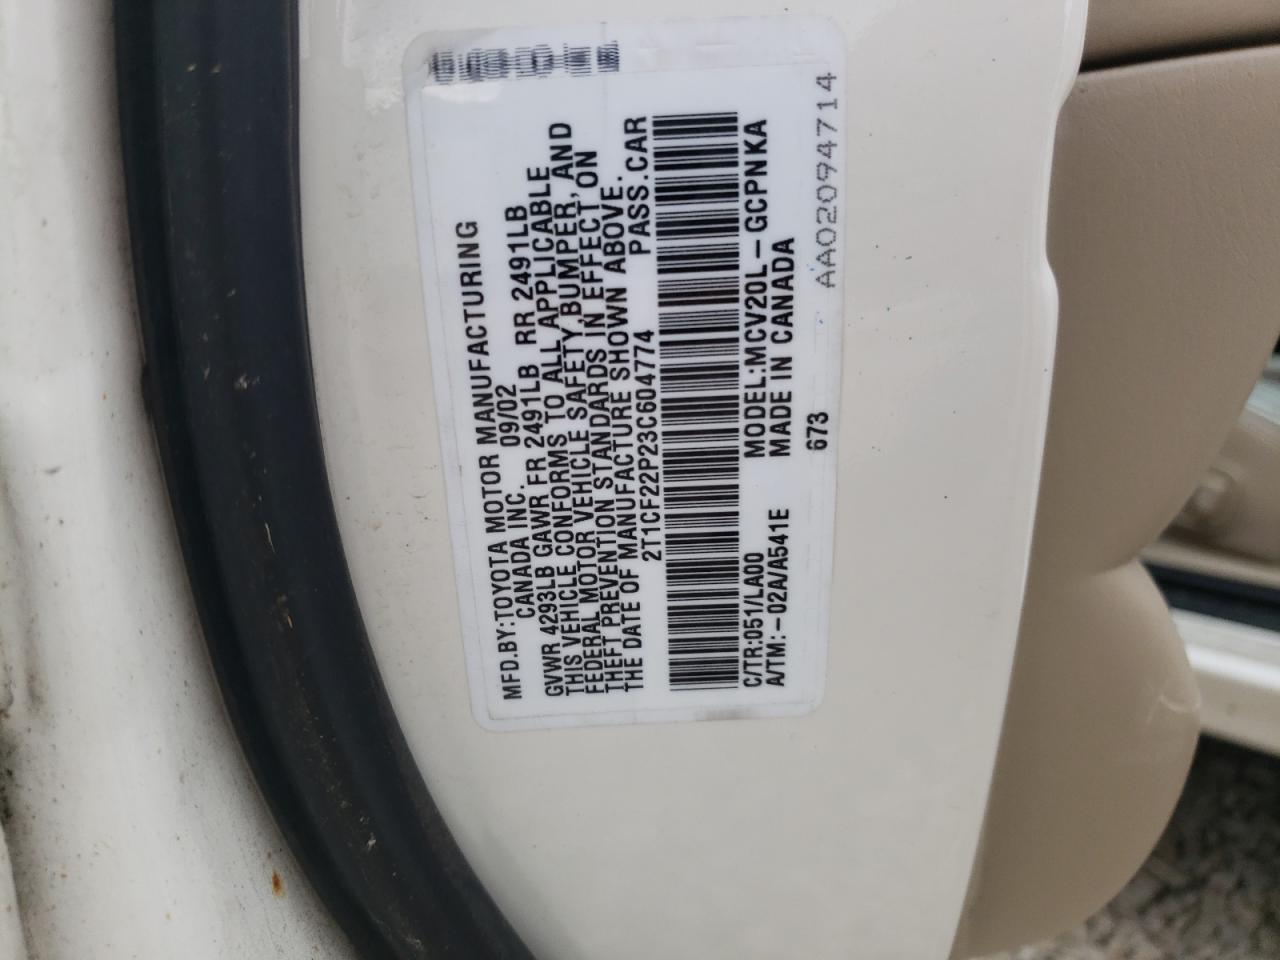 MFD.BY:TOYOTA MOTOR MANUFACTURING
CANADA INC. 09/02
GVWR 4293LB GAWR FR 2491LB RR 2491LB
THIS VEHICLE CONFORMS TO ALL APPLICABLE
FEDERAL MOTOR VEHICLE SAFETY,BUMPER, AND
THEFT PREVENTION STANDARDS IN EFFECT ON
THE DATE OF MANUFACTURE SHOWN ABOVE.
2T1CF22P23C604774 PASS.CAR
C/TR:051/LA00 MODEL:MCV20L-GCPNKA
A/TM:-02A/A541E MADE IN CANADA
673
AA02094714